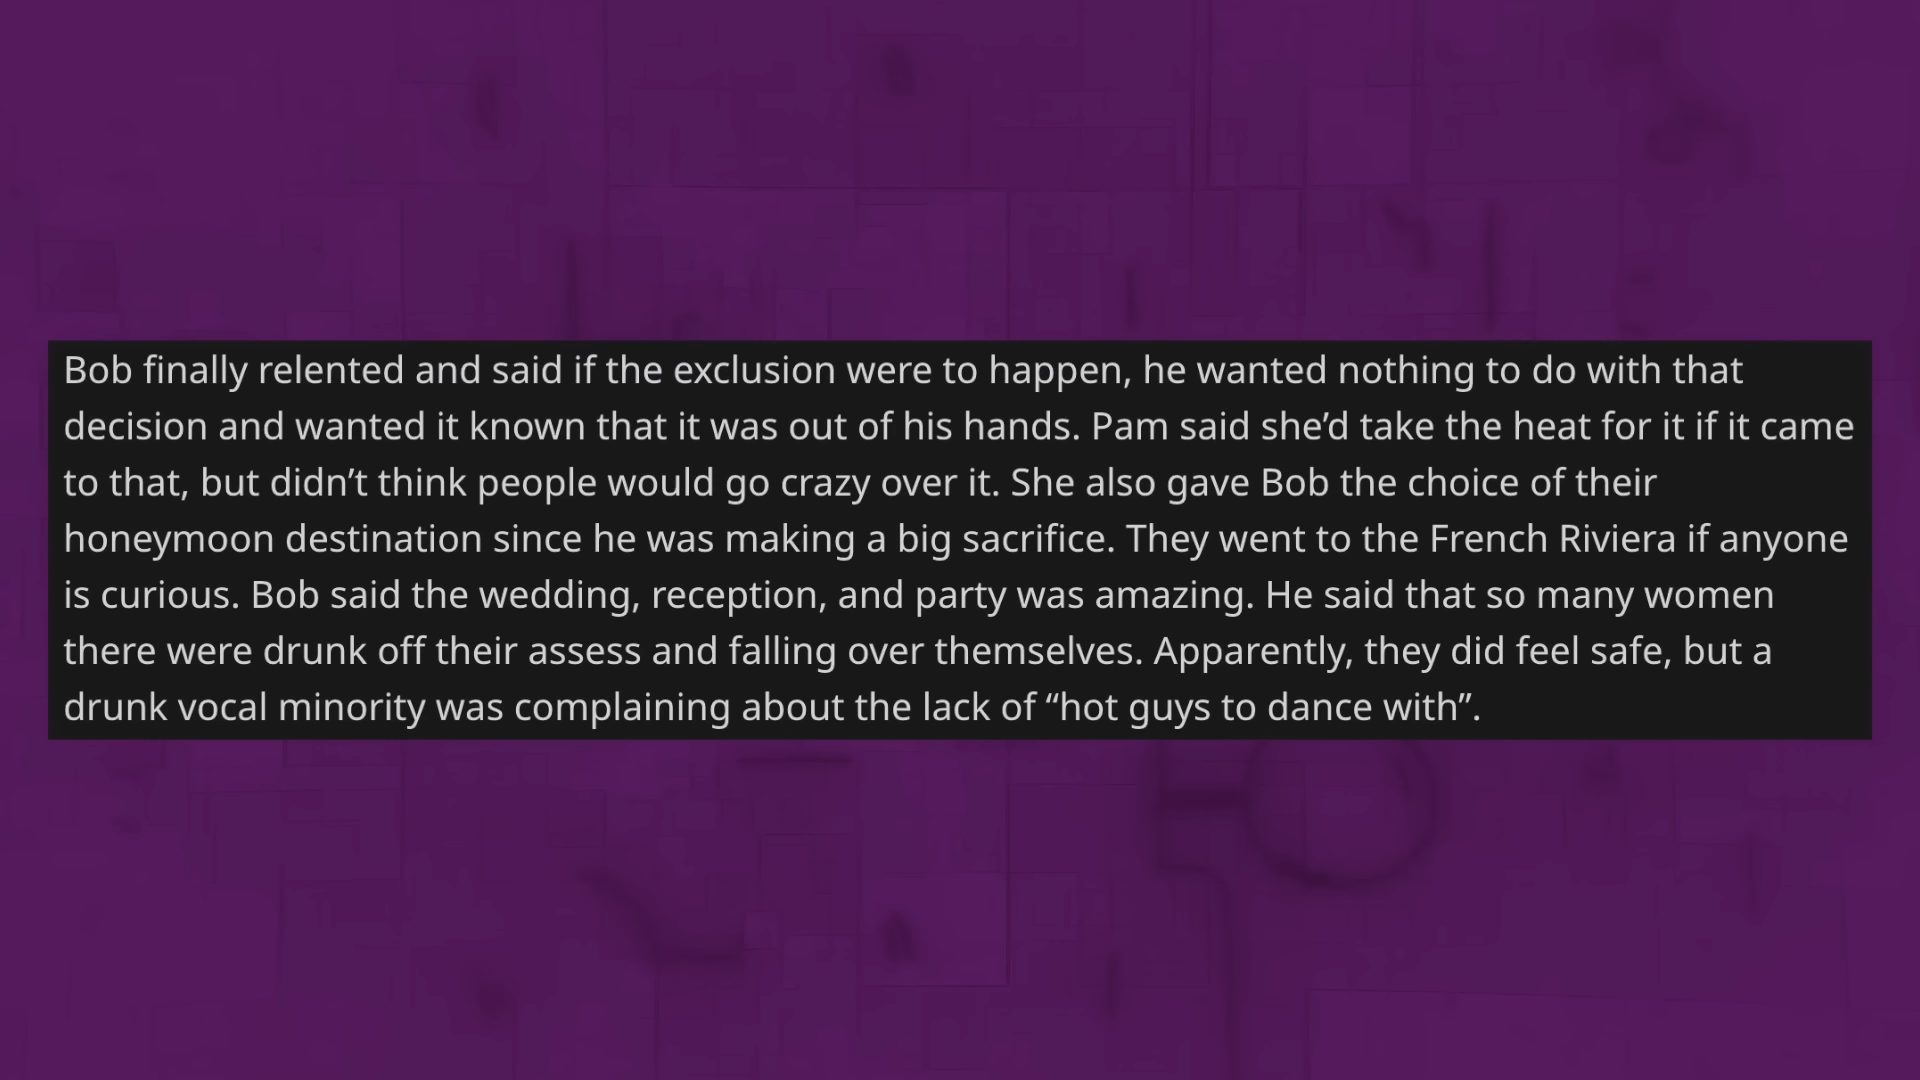 Bob finally relented and said if the exclusion were to happen, he wanted nothing to do with that
decision and wanted it known that it was out of his hands. Pam said she’d take the heat for it if it came
to that, but didn’t think people would go crazy over it. She also gave Bob the choice of their
honeymoon destination since he was making a big sacrifice. They went to the French Riviera if anyone
is curious. Bob said the wedding, reception, and party was amazing. He said that so many women
there were drunk off their assess and falling over themselves. Apparently, they did feel safe, but a
drunk vocal minority was complaining about the lack of “hot guys to dance with”.